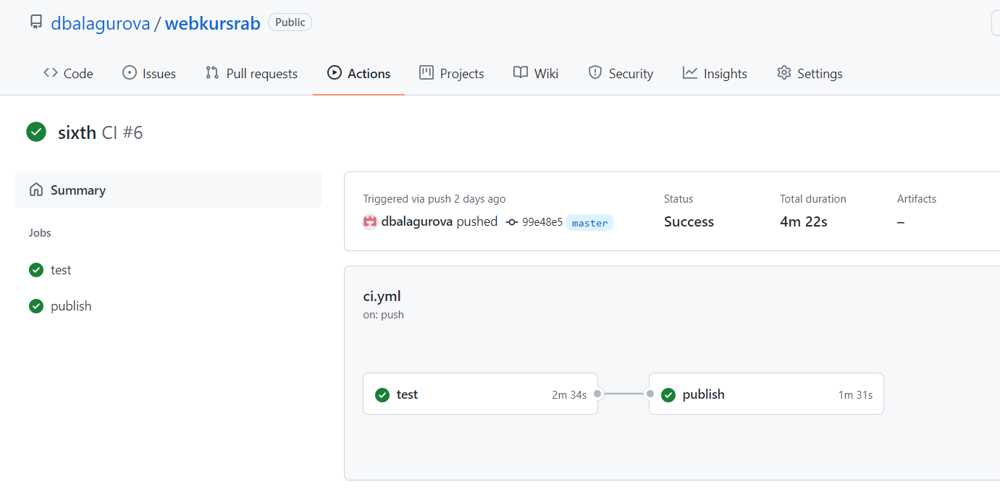 dbalagurova / webkursrab Public
Code Issues Pull requests Actions Projects Wiki Security Insights Settings
sixth CI #6
Summary
Jobs
test
publish
Triggered via push 2 days ago
dbalagurova pushed 99e48e5 master
Status
Success
Total duration
4m 22s
Artifacts
–
ci.yml
on: push
test 2m 34s
publish 1m 31s